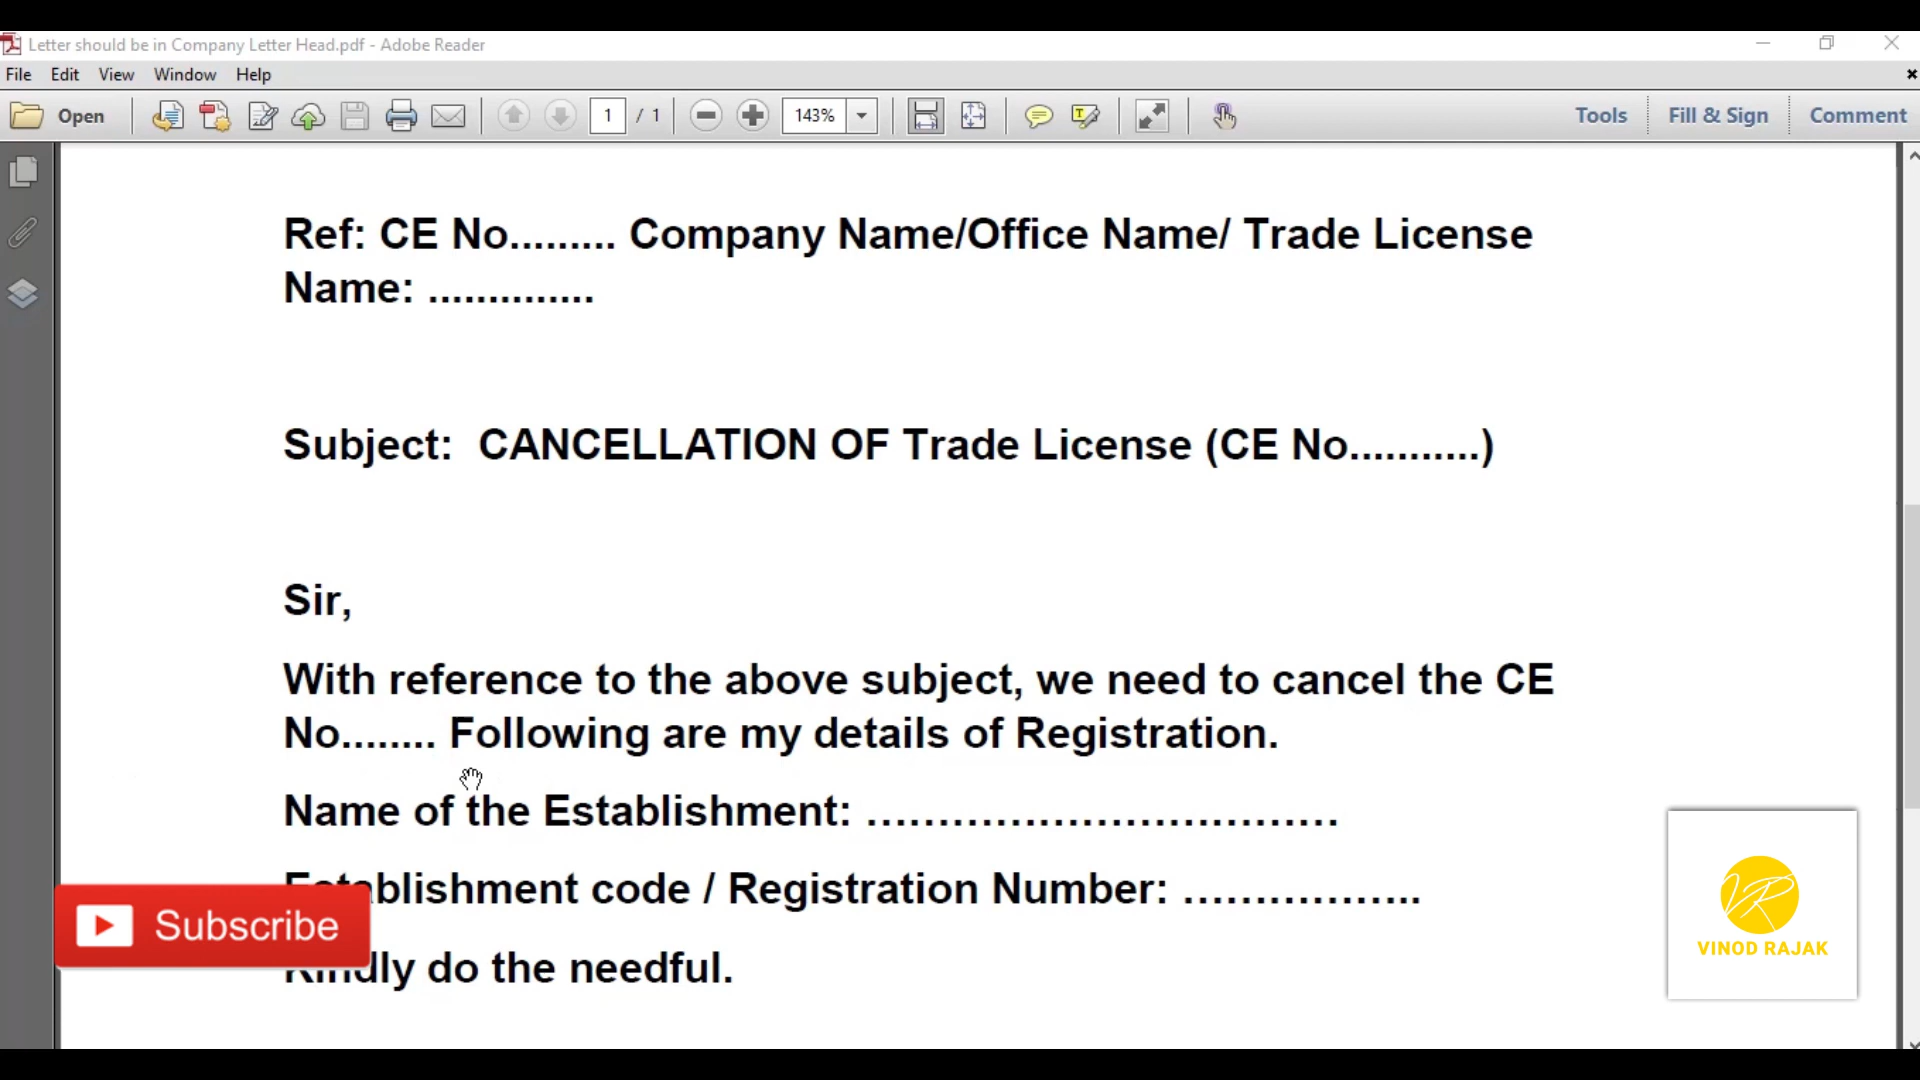 Letter should be in Company Letter Head.pdf - Adobe Reader
File Edit View Window Help
Open 1 / 1 143% Tools Fill & Sign Comment
Ref: CE No......... Company Name/Office Name/ Trade License
Name: ..............
Subject: CANCELLATION OF Trade License (CE No...........)
Sir,
With reference to the above subject, we need to cancel the CE
No........ Following are my details of Registration.
Name of the Establishment: .................................
Establishment code / Registration Number: ..................
Subscribe
Kindly do the needful.
VR
VINOD RAJAK